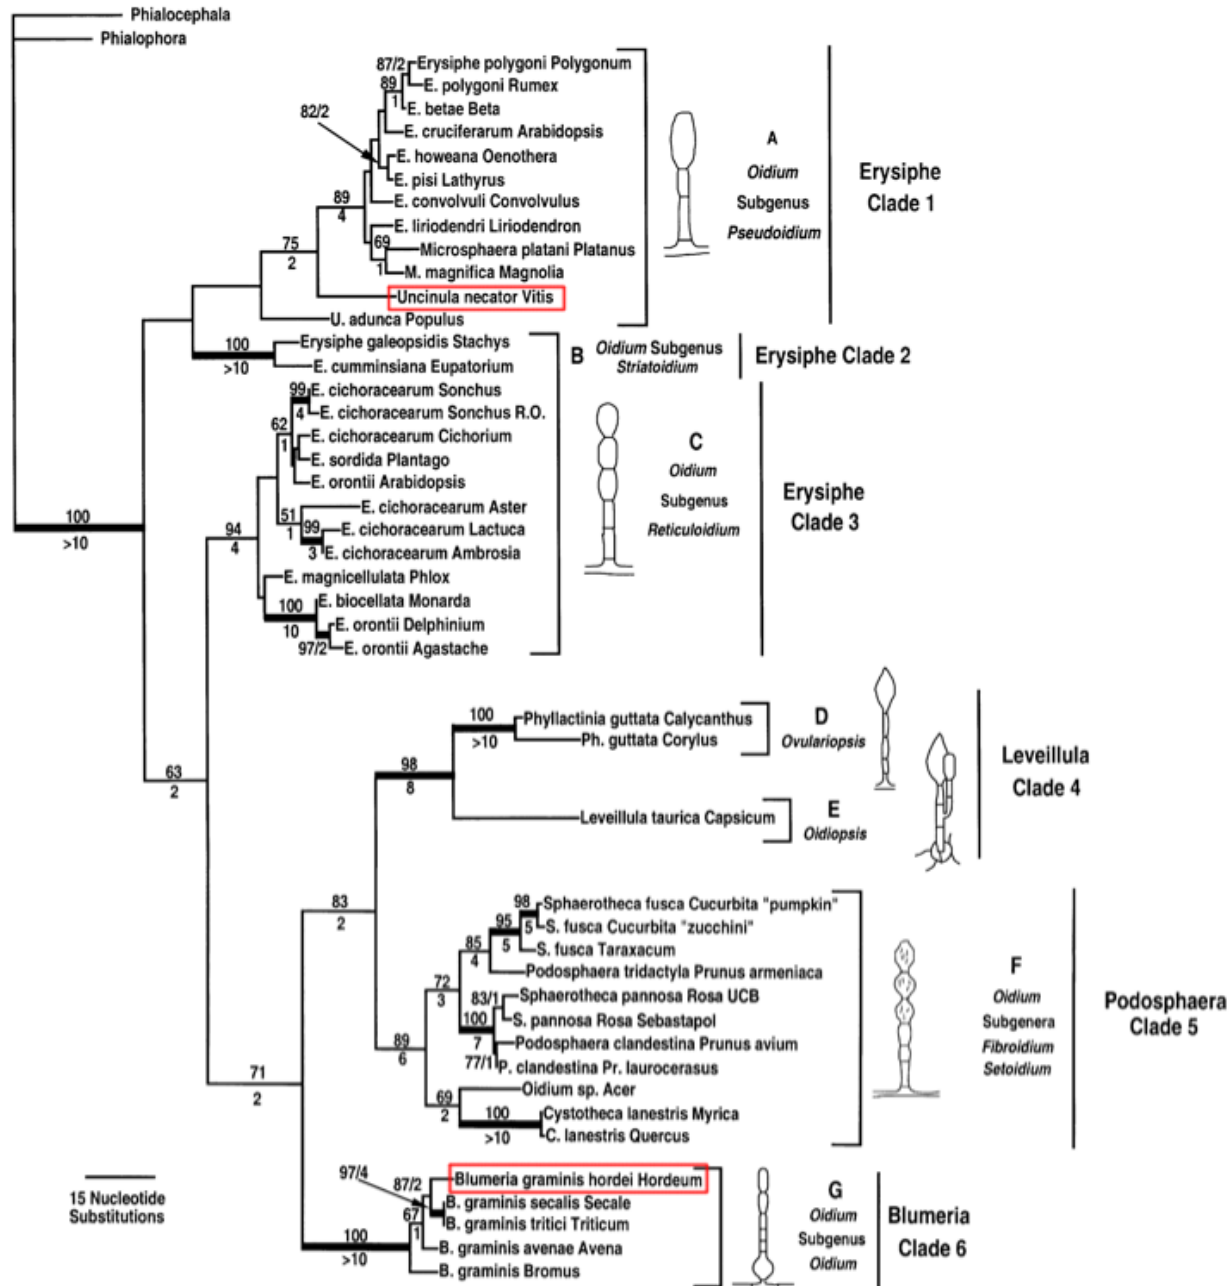 Phialocephala
Phialophora
87/2
Erysiphe polygoni Polygonum
89
E. polygoni Rumex
1
E. betae Beta
82/2
E. cruciferarum Arabidopsis
E. howeana Oenothera
E. pisi Lathyrus
89
4
E. convolvuli Convolvulus
E. liriodendri Liriodendron
75
2
69
Microsphaera platani Platanus
1
M. magnifica Magnolia
Uncinula necator Vitis
U. adunca Populus
A
Oidium
Subgenus
Pseudoidium
Erysiphe
Clade 1
100
>10
Erysiphe galeopsidis Stachys
E. cumminsiana Eupatorium
B
Oidium Subgenus
Striatoidium
Erysiphe Clade 2
99
E. cichoracearum Sonchus
4
E. cichoracearum Sonchus R.O.
62
1
E. cichoracearum Cichorium
E. sordida Plantago
E. orontii Arabidopsis
51
1
E. cichoracearum Aster
99
E. cichoracearum Lactuca
3
E. cichoracearum Ambrosia
94
4
E. magnicellulata Phlox
100
10
E. biocellata Monarda
E. orontii Delphinium
97/2
E. orontii Agastache
C
Oidium
Subgenus
Reticuloidium
Erysiphe
Clade 3
100
>10
63
2
100
>10
Phyllactinia guttata Calycanthus
Ph. guttata Corylus
D
Ovulariopsis
98
8
Leveillula taurica Capsicum
E
Oidiopsis
Leveillula
Clade 4
83
2
98
Sphaerotheca fusca Cucurbita "pumpkin"
95
5
S. fusca Cucurbita "zucchini"
5
S. fusca Taraxacum
85
4
Podosphaera tridactyla Prunus armeniaca
72
3
83/1
Sphaerotheca pannosa Rosa UCB
100
7
S. pannosa Rosa Sebastapol
Podosphaera clandestina Prunus avium
77/1
P. clandestina Pr. laurocerasus
89
6
69
2
Oidium sp. Acer
100
>10
Cystotheca lanestris Myrica
C. lanestris Quercus
F
Oidium
Subgenera
Fibroidium
Setoidium
Podosphaera
Clade 5
71
2
97/4
87/2
Blumeria graminis hordei Hordeum
67
1
B. graminis secalis Secale
B. graminis tritici Triticum
100
>10
B. graminis avenae Avena
B. graminis Bromus
G
Oidium
Subgenus
Oidium
Blumeria
Clade 6
15 Nucleotide
Substitutions